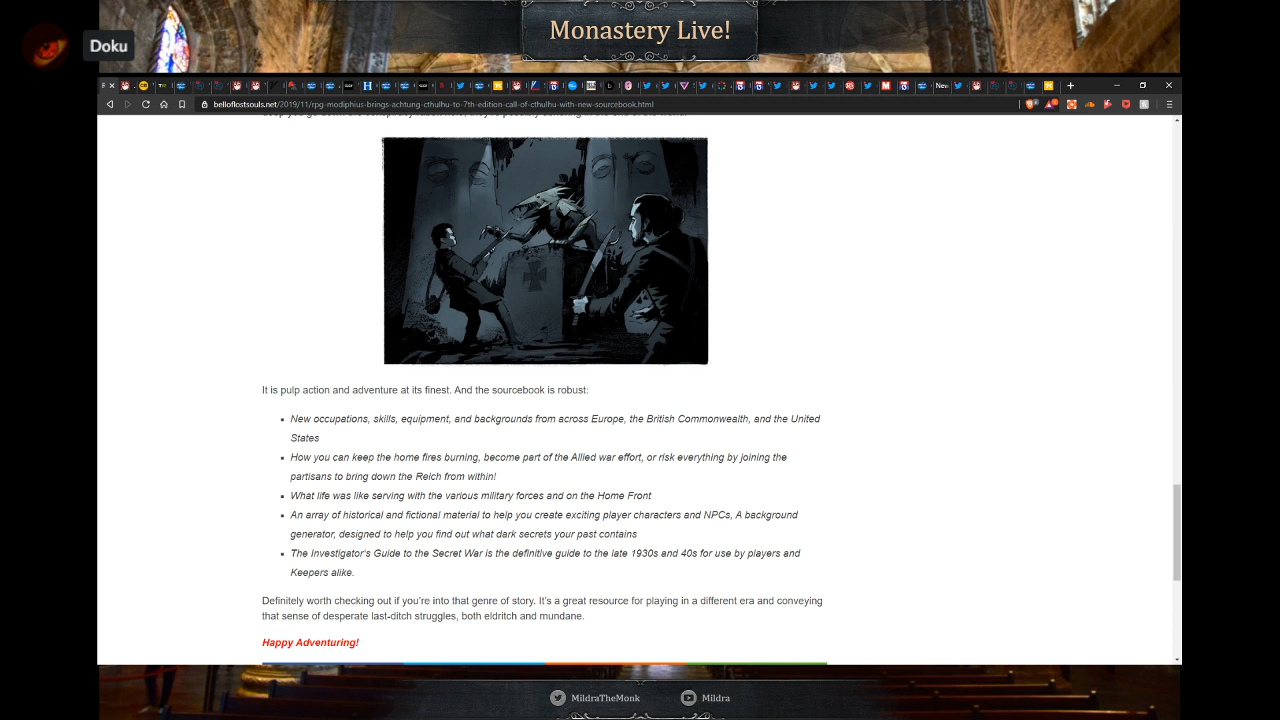 Monastery Live!
Doku
New
belloflostsouls.net/2019/11/rpg-modiphius-brings-achtung-cthulhu-to-7th-edition-call-of-cthulhu-with-new-sourcebook.html
It is pulp action and adventure at its finest. And the sourcebook is robust:
New occupations, skills, equipment, and backgrounds from across Europe, the British Commonwealth, and the United
States
How you can keep the home fires burning, become part of the Allied war effort, or risk everything by joining the
partisans to bring down the Reich from within!
What life was like serving with the various military forces and on the Home Front
An array of historical and fictional material to help you create exciting player characters and NPCs, A background
generator, designed to help you find out what dark secrets your past contains
The Investigator's Guide to the Secret War is the definitive guide to the late 1930s and 40s for use by players and
Keepers alike.
Definitely worth checking out if you're into that genre of story. It's a great resource for playing in a different era and conveying
that sense of desperate last-ditch struggles, both eldritch and mundane.
Happy Adventuring!
MildraTheMonk
Mildra